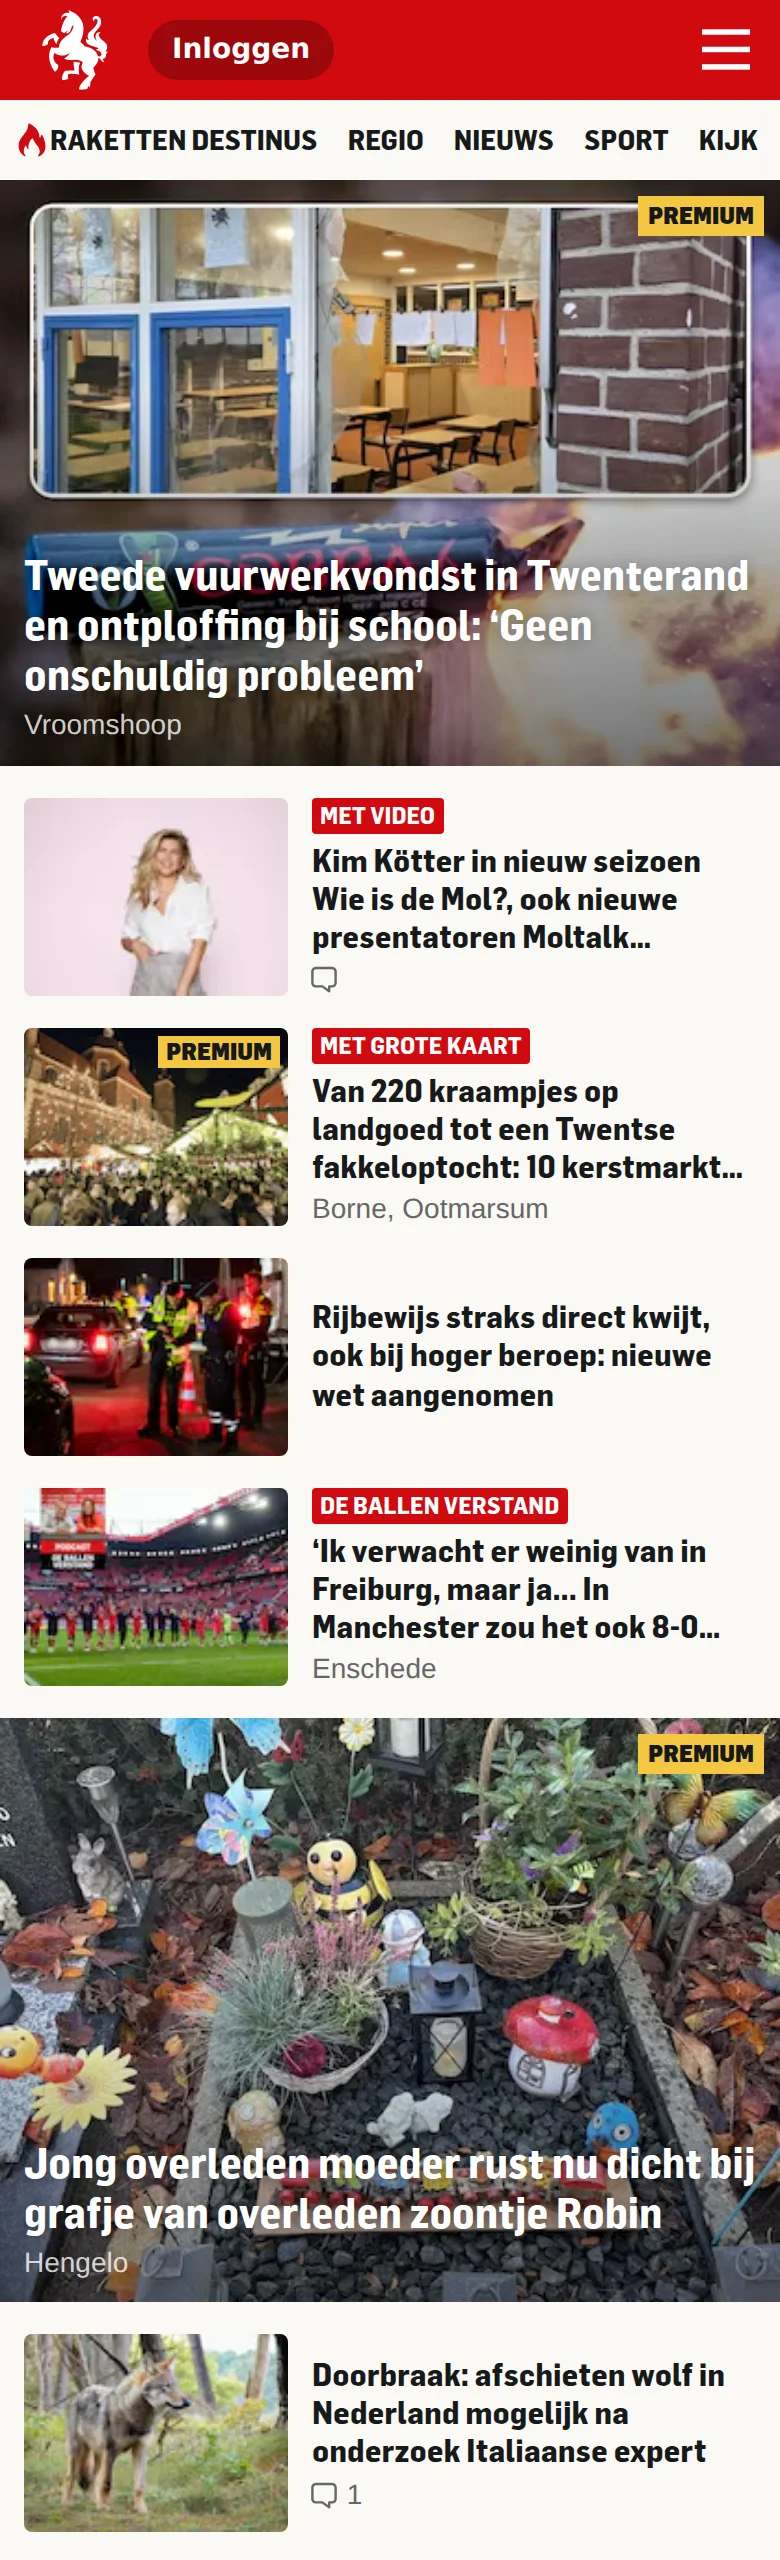 Inloggen
RAKETTEN DESTINUS REGIO NIEUWS SPORT KIJK
PREMIUM
Tweede vuurwerkvondst in Twenterand
en ontploffing bij school: ‘Geen
onschuldig probleem’
Vroomshoop
MET VIDEO
Kim Kötter in nieuw seizoen
Wie is de Mol?, ook nieuwe
presentatoren Moltalk...
PREMIUM
MET GROTE KAART
Van 220 kraampjes op
landgoed tot een Twentse
fakkeloptocht: 10 kerstmarkt...
Borne, Ootmarsum
Rijbewijs straks direct kwijt,
ook bij hoger beroep: nieuwe
wet aangenomen
PODCAST
DE BALLEN
VERSTAND
DE BALLEN VERSTAND
‘Ik verwacht er weinig van in
Freiburg, maar ja... In
Manchester zou het ook 8-0...
Enschede
PREMIUM
Jong overleden moeder rust nu dicht bij
grafje van overleden zoontje Robin
Hengelo
Doorbraak: afschieten wolf in
Nederland mogelijk na
onderzoek Italiaanse expert
1